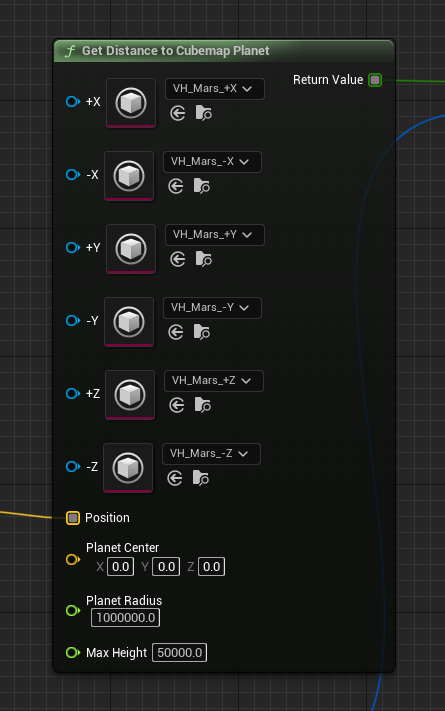 f Get Distance to Cubemap Planet
+X VH_Mars_+X Return Value
-X VH_Mars_-X
+Y VH_Mars_+Y
-Y VH_Mars_-Y
+Z VH_Mars_+Z
-Z VH_Mars_-Z
Position
Planet Center
X 0.0 Y 0.0 Z 0.0
Planet Radius
1000000.0
Max Height 50000.0